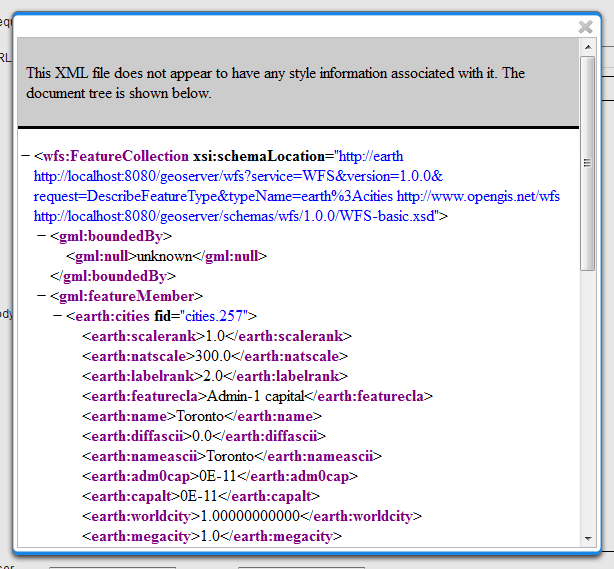 equ
RL
ody
ser
This XML file does not appear to have any style information associated with it. The
document tree is shown below.
− <wfs:FeatureCollection xsi:schemaLocation="http://earth
http://localhost:8080/geoserver/wfs?service=WFS&version=1.0.0&
request=DescribeFeatureType&typeName=earth%3Acities http://www.opengis.net/wfs
http://localhost:8080/geoserver/schemas/wfs/1.0.0/WFS-basic.xsd">
− <gml:boundedBy>
<gml:null>unknown</gml:null>
</gml:boundedBy>
− <gml:featureMember>
− <earth:cities fid="cities.257">
<earth:scalerank>1.0</earth:scalerank>
<earth:natscale>300.0</earth:natscale>
<earth:labelrank>2.0</earth:labelrank>
<earth:featurecla>Admin-1 capital</earth:featurecla>
<earth:name>Toronto</earth:name>
<earth:diffascii>0.0</earth:diffascii>
<earth:nameascii>Toronto</earth:nameascii>
<earth:adm0cap>0E-11</earth:adm0cap>
<earth:capalt>0E-11</earth:capalt>
<earth:worldcity>1.00000000000</earth:worldcity>
<earth:megacity>1.0</earth:megacity>